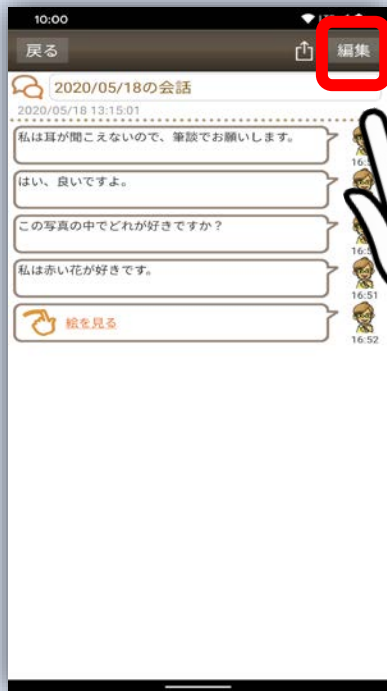 10:00
戻る
編集
2020/05/18の会話
2020/05/18 13:15:01
私は耳が聞こえないので、筆談でお願いします。
はい、良いですよ。
この写真の中でどれが好きですか？
私は赤い花が好きです。
16:51
絵を見る
16:52